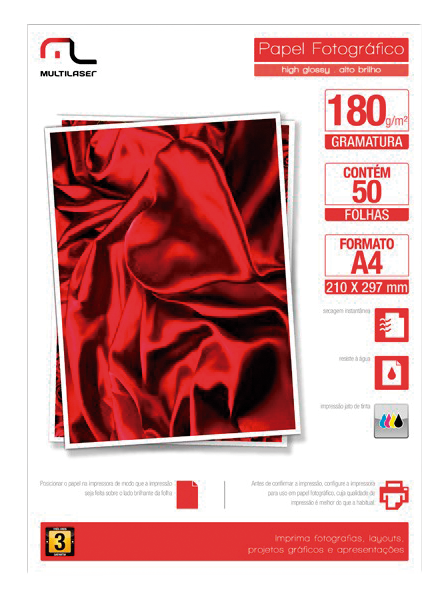 MULTILASER
Papel Fotográfico
high glossy . alto brilho
180 g/m²
GRAMATURA
CONTÉM
50
FOLHAS
FORMATO
A4
210 X 297 mm
secagem instantânea
resiste à água
impressão jato de tinta
Posicionar o papel na impressora de modo que a impressão
seja feita sobre o lado brilhante da folha
Antes de confirmar a impressão, configure a impressora
para uso em papel fotográfico, cuja qualidade de
impressão é melhor do que a habitual.
3
imprima fotografias, layouts,
projetos gráficos e apresentações